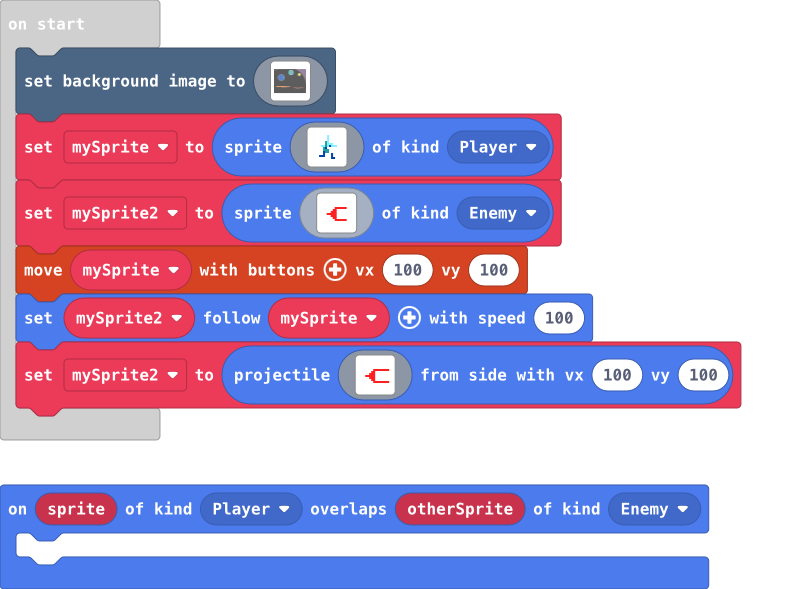 on start
set background image to
set mySprite to sprite of kind Player
set mySprite2 to sprite of kind Enemy
move mySprite with buttons vx 100 vy 100
set mySprite2 follow mySprite with speed 100
set mySprite2 to projectile from side with vx 100 vy 100
on sprite of kind Player overlaps otherSprite of kind Enemy